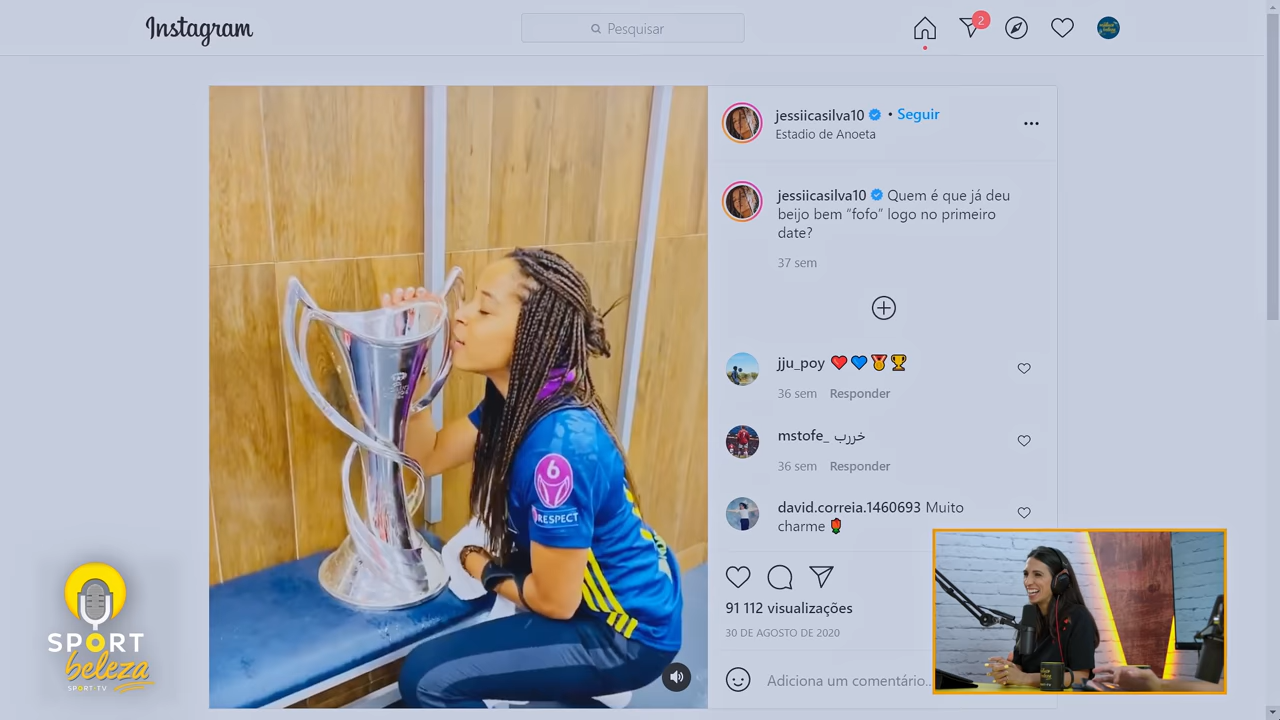 Instagram
Pesquisar
2
jessiicasilva10 • Seguir
Estadio de Anoeta
jessiicasilva10 Quem é que já deu
beijo bem “fofo” logo no primeiro
date?
37 sem
jju_poy
36 sem Responder
mstofe_ خررب
36 sem Responder
david.correia.1460693 Muito
charme
91 112 visualizações
30 DE AGOSTO DE 2020
Adiciona um comentário...
6
RESPECT
SPORT
beleza
SPORT TV